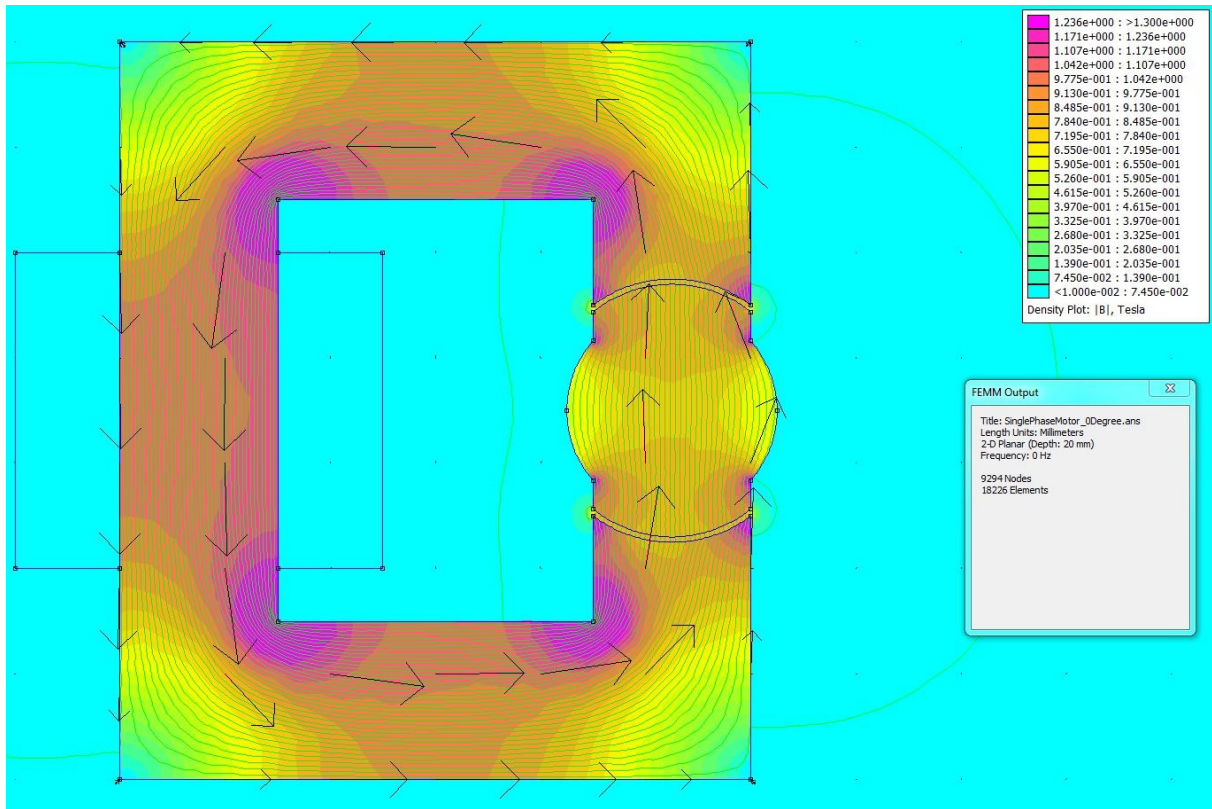 1.236e+000 : >1.300e+000
1.171e+000 : 1.236e+000
1.107e+000 : 1.171e+000
1.042e+000 : 1.107e+000
9.775e-001 : 1.042e+000
9.130e-001 : 9.775e-001
8.485e-001 : 9.130e-001
7.840e-001 : 8.485e-001
7.195e-001 : 7.840e-001
6.550e-001 : 7.195e-001
5.905e-001 : 6.550e-001
5.260e-001 : 5.905e-001
4.615e-001 : 5.260e-001
3.970e-001 : 4.615e-001
3.325e-001 : 3.970e-001
2.680e-001 : 3.325e-001
2.035e-001 : 2.680e-001
1.390e-001 : 2.035e-001
7.450e-002 : 1.390e-001
<1.000e-002 : 7.450e-002
Density Plot: |B|, Tesla
FEMM Output
Title: SinglePhaseMotor_0Degree.ans
Length Units: Millimeters
2-D Planar (Depth: 20 mm)
Frequency: 0 Hz
9294 Nodes
18226 Elements